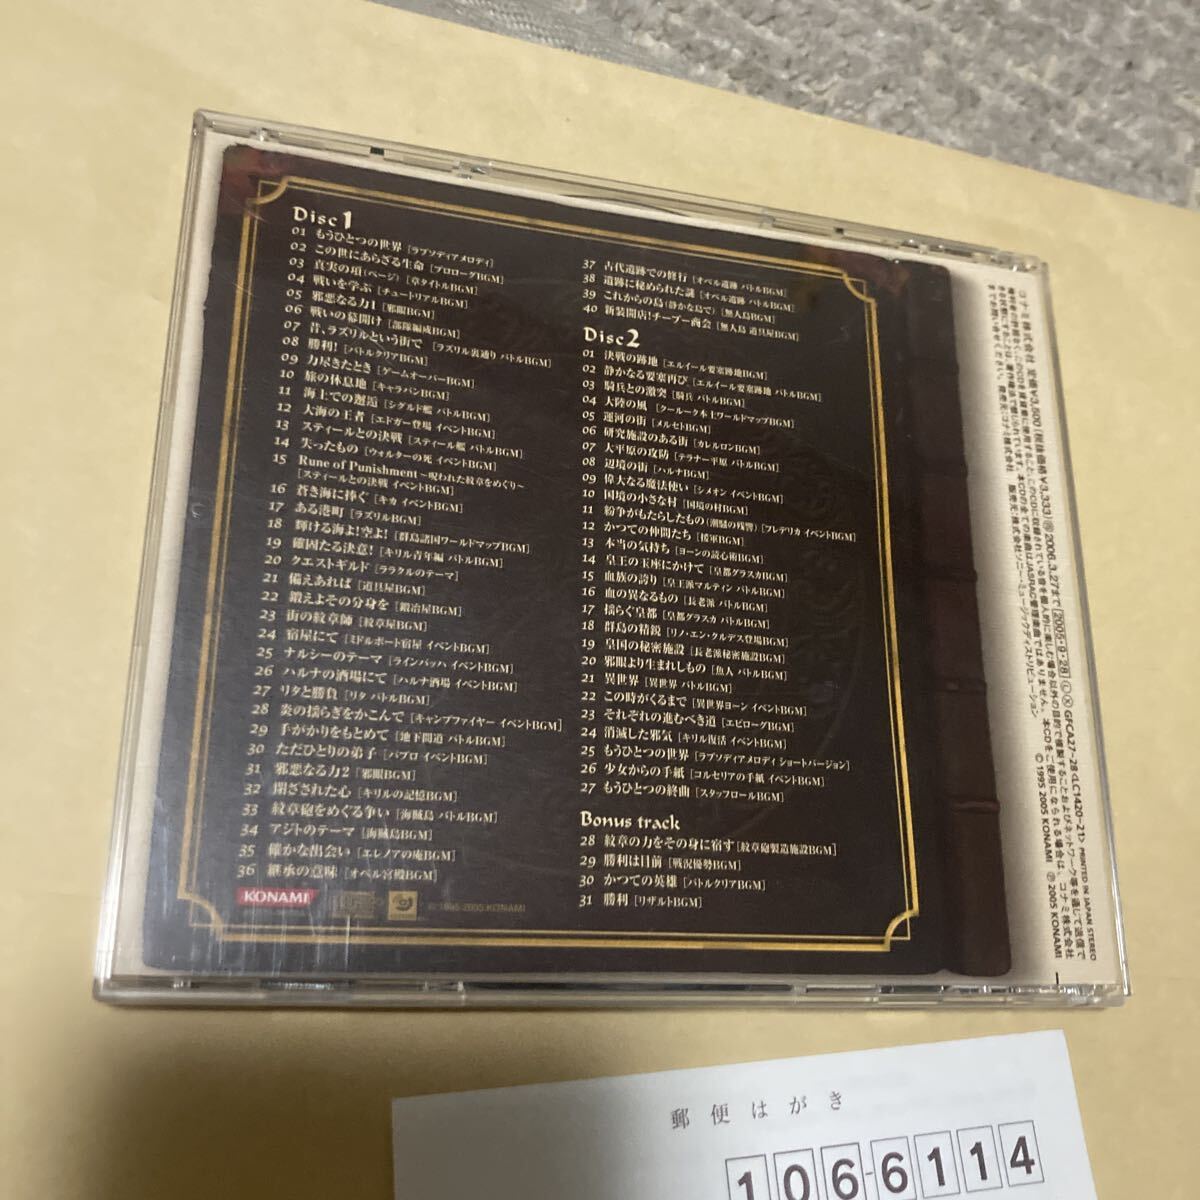 Disc1
01 もうひとつの世界 [ラプソディアメロディ]
02 この世にあらざる生命 [プロローグBGM]
03 真実の項(ページ) [章タイトルBGM]
04 戦いを学ぶ [チュートリアルBGM]
05 邪悪なる力1 [邪眼BGM]
06 戦いの幕開け [部隊編成BGM]
07 昔、ラズリルという街で [ラズリル裏通り バトルBGM]
08 勝利! [バトルクリアBGM]
09 力尽きたとき [ゲームオーバーBGM]
10 旅の休息地 [キャラバンBGM]
11 海上での邂逅 [シグルド艦 バトルBGM]
12 大海の王者 [エドガー登場 イベントBGM]
13 スティールとの決戦 [スティール艦 バトルBGM]
14 失ったもの [ウォルターの死 イベントBGM]
15 Rune of Punishment～呪われた紋章をめぐり～
[スティールとの決戦 イベントBGM]
16 蒼き海に捧ぐ [キカ イベントBGM]
17 ある港町 [ラズリルBGM]
18 輝ける海よ!空よ! [群島諸国ワールドマップBGM]
19 確固たる決意! [キリル青年編 バトルBGM]
20 クエストギルド [ララクルのテーマ]
21 備えあれば [道具屋BGM]
22 鍛えよその分身を [鍛冶屋BGM]
23 街の紋章師 [紋章屋BGM]
24 宿屋にて [ミドルポート宿屋 イベントBGM]
25 ナルシーのテーマ [ラインバッハ イベントBGM]
26 ハルナの酒場にて [ハルナ酒場 イベントBGM]
27 リタと勝負 [リタ バトルBGM]
28 炎の揺らぎをかこんで [キャンプファイヤー イベントBGM]
29 手がかりをもとめて [地下間道 バトルBGM]
30 ただひとりの弟子 [パブロ イベントBGM]
31 邪悪なる力2 [邪眼BGM]
32 閉ざされた心 [キリルの記憶BGM]
33 紋章砲をめぐる争い [海賊島 バトルBGM]
34 アジトのテーマ [海賊島BGM]
35 確かな出会い [エレノアの庵BGM]
36 継承の意味 [オベル宮殿BGM]
37 古代遺跡での修行 [オベル遺跡 バトルBGM]
38 遺跡に秘められた謎 [オベル遺跡 バトルBGM]
39 これからの島(静かな島で) [無人島BGM]
40 新装開店!チープー商会 [無人島 道具屋BGM]
Disc2
01 決戦の跡地 [エルイール要塞跡地BGM]
02 静かなる要塞再び [エルイール要塞跡地 バトルBGM]
03 騎兵との激突 [騎兵 バトルBGM]
04 大陸の風 [クールーク本土ワールドマップBGM]
05 運河の街 [メルセトBGM]
06 研究施設のある街 [カレルロンBGM]
07 大平原の攻防 [テラナー平原 バトルBGM]
08 辺境の街 [ハルナBGM]
09 偉大なる魔法使い [シメオン イベントBGM]
10 国境の小さな村 [国境の村BGM]
11 紛争がもたらしたもの(潮騒の残響) [フレデリカ イベントBGM]
12 かつての仲間たち [援軍BGM]
13 本当の気持ち [ヨーンの読心術BGM]
14 皇王の玉座にかけて [皇都グラスカBGM]
15 血族の誇り [皇王派マルティン バトルBGM]
16 血の異なるもの [長老派 バトルBGM]
17 揺らぐ皇都 [皇都グラスカ バトルBGM]
18 群島の精鋭 [リノ・エン・クルデス登場BGM]
19 皇国の秘密施設 [長老派秘密施設BGM]
20 邪眼より生まれしもの [魚人 バトルBGM]
21 異世界 [異世界 バトルBGM]
22 この時がくるまで [異世界ヨーン イベントBGM]
23 それぞれの進むべき道 [エピローグBGM]
24 消滅した邪気 [キリル復活 イベントBGM]
25 もうひとつの世界 [ラプソディアメロディ ショートバージョン]
26 少女からの手紙 [コルセリアの手紙 イベントBGM]
27 もうひとつの終曲 [スタッフロールBGM]
Bonus track
28 紋章の力をその身に宿す [紋章砲製造施設BGM]
29 勝利は目前 [戦況優勢BGM]
30 かつての英雄 [バトルクリアBGM]
31 勝利 [リザルトBGM]
KONAMI
© 1995 2005 KONAMI
コナミ株式会社 定価¥3,500(税抜価格¥3,333) 2006.3.27まで 2005・9・28 GFCA27~28 <LC1420~21> PRINTED IN JAPAN STEREO
© 1995 2005 KONAMI ℗ 2005 KONAMI
郵便はがき
106-6114